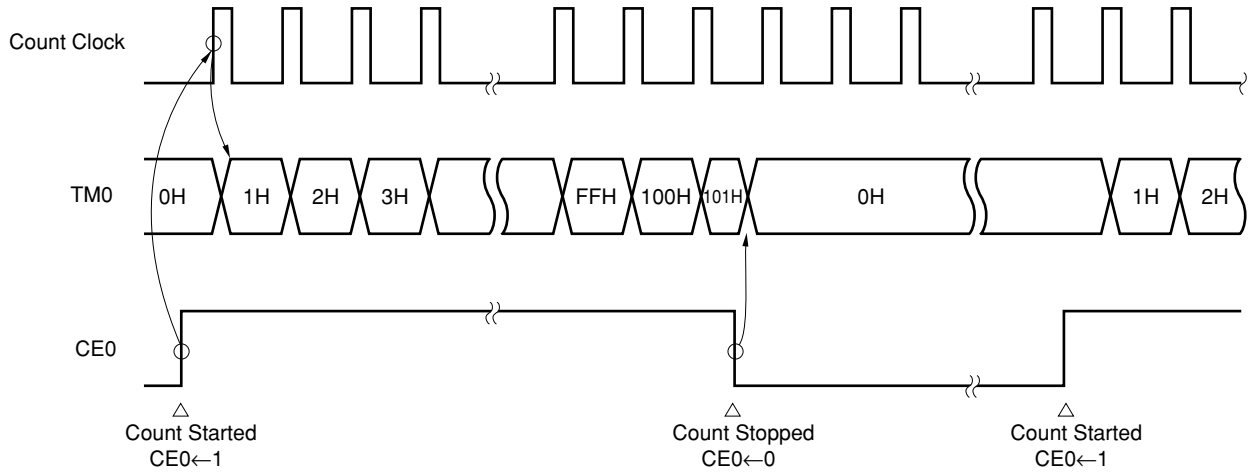 Count Clock
TM0
0H
1H
2H
3H
FFH
100H
101H
0H
1H
2H
CE0
Count Started
CE0←1
Count Stopped
CE0←0
Count Started
CE0←1